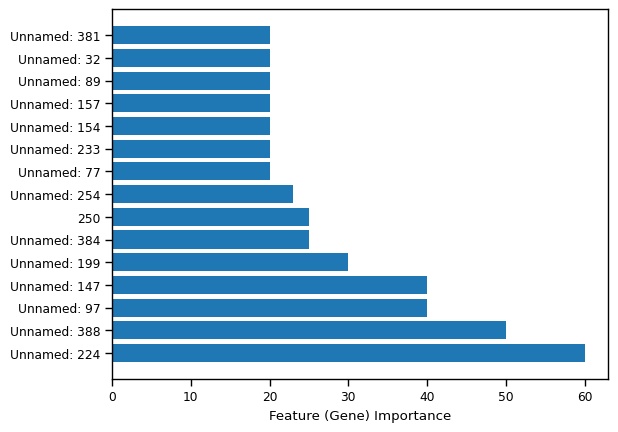 Unnamed: 381
Unnamed: 32
Unnamed: 89
Unnamed: 157
Unnamed: 154
Unnamed: 233
Unnamed: 77
Unnamed: 254
250
Unnamed: 384
Unnamed: 199
Unnamed: 147
Unnamed: 97
Unnamed: 388
Unnamed: 224
0 10 20 30 40 50 60
Feature (Gene) Importance